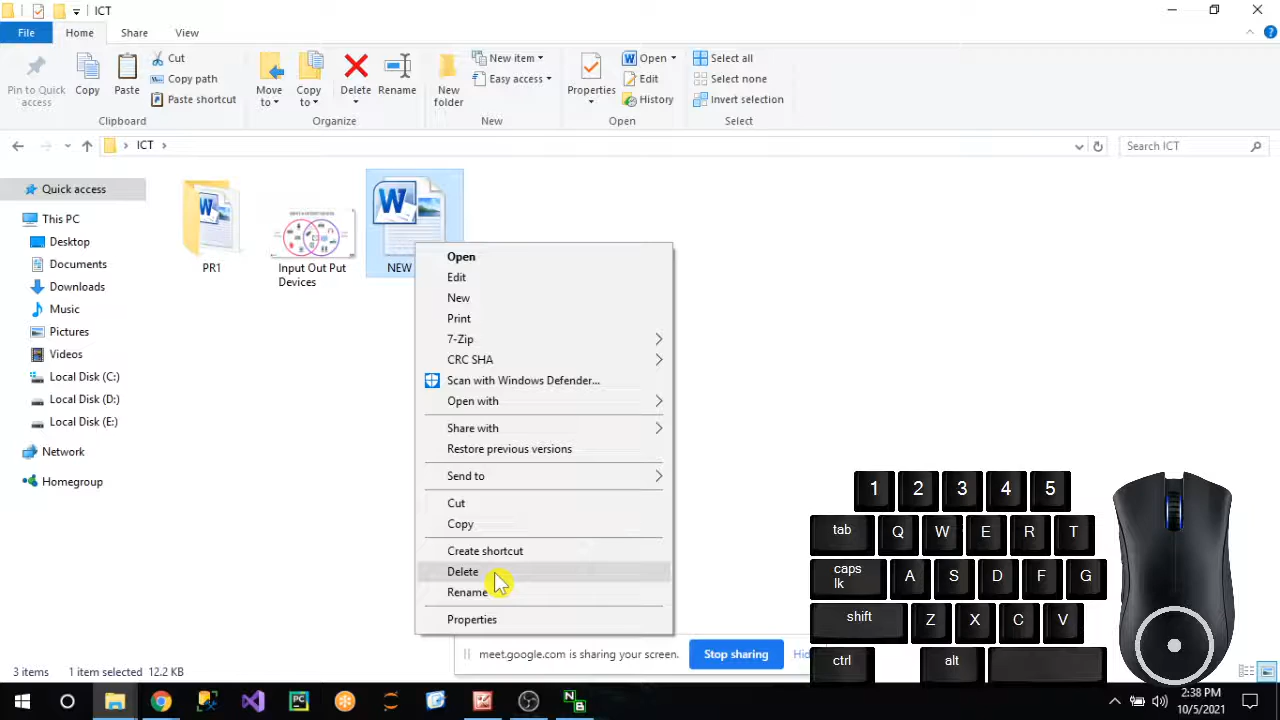 ICT
File Home Share View
Pin to Quick access
Copy
Paste
Cut
Copy path
Paste shortcut
Clipboard
Move to
Copy to
Delete
Rename
Organize
New folder
New item
Easy access
New
Properties
Open
Edit
History
Open
Select all
Select none
Invert selection
Select
ICT
Search ICT
Quick access
This PC
Desktop
Documents
Downloads
Music
Pictures
Videos
Local Disk (C:)
Local Disk (D:)
Local Disk (E:)
Network
Homegroup
PR1
Input Out Put
Devices
NEW
Open
Edit
New
Print
7-Zip
CRC SHA
Scan with Windows Defender...
Open with
Share with
Restore previous versions
Send to
Cut
Copy
Create shortcut
Delete
Rename
Properties
meet.google.com is sharing your screen.
Stop sharing
Hid
1 2 3 4 5
tab Q W E R T
caps lk A S D F G
shift Z X C V
ctrl alt
3 items 1 item selected 12.2 KB
2:38 PM
10/5/2021